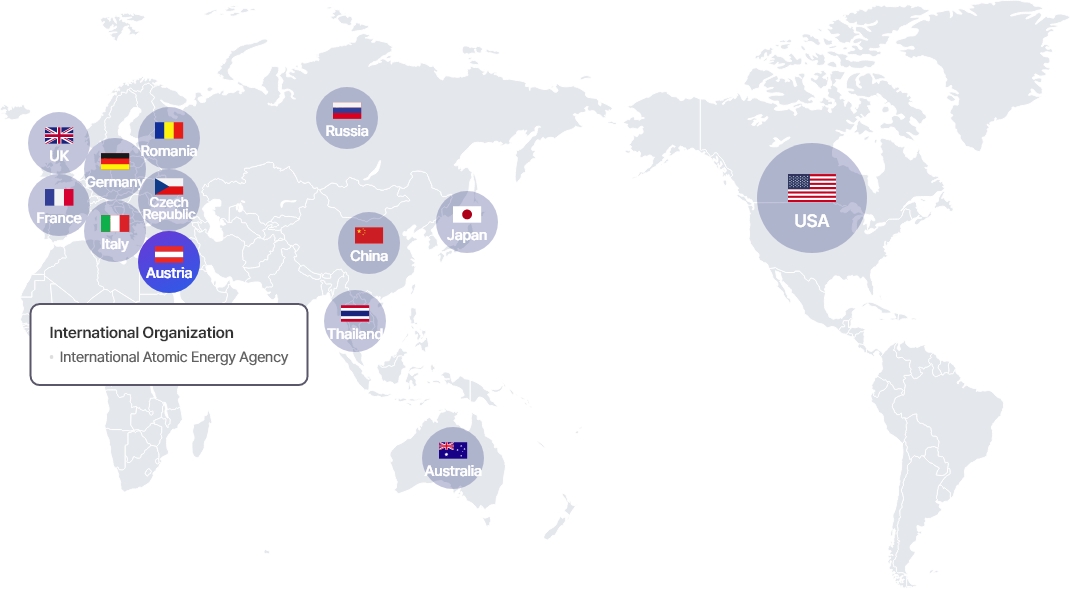 UK
Romania
Germany
France
Czech
Republic
Italy
Austria
Russia
China
Japan
Thailand
Australia
USA
International Organization
International Atomic Energy Agency